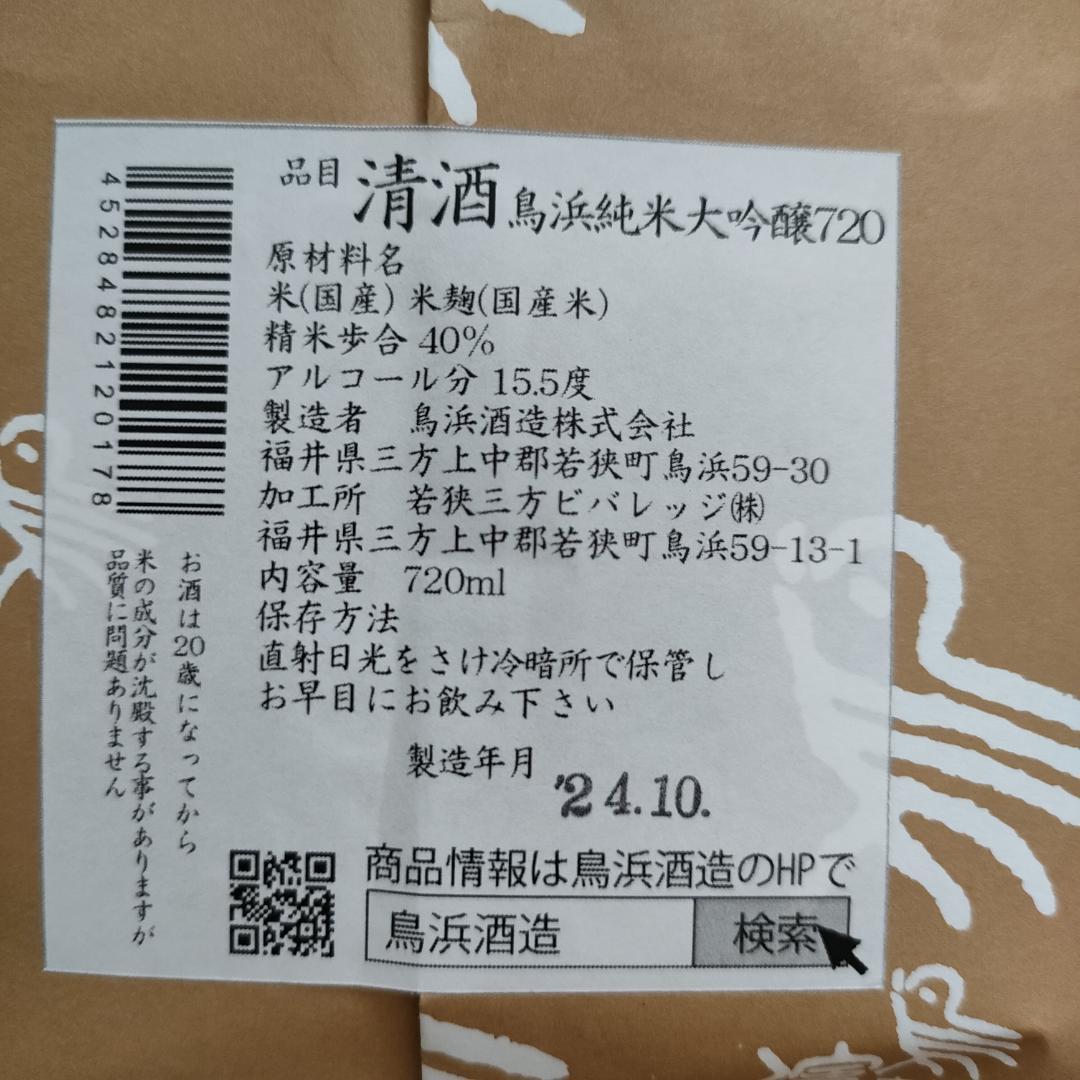 品目 清酒 鳥浜純米大吟醸720
原材料名
米(国産) 米麹(国産米)
精米歩合 40%
アルコール分 15.5度
製造者 鳥浜酒造株式会社
福井県三方上中郡若狭町鳥浜59-30
加工所 若狭三方ビバレッジ㈱
福井県三方上中郡若狭町鳥浜59-13-1
内容量 720ml
保存方法
直射日光をさけ冷暗所で保管し
お早目にお飲み下さい
製造年月
'24.10.
商品情報は鳥浜酒造のHPで
鳥浜酒造 検索
4528482120178
お酒は20歳になってから
米の成分が沈殿する事がありますが
品質に問題ありません